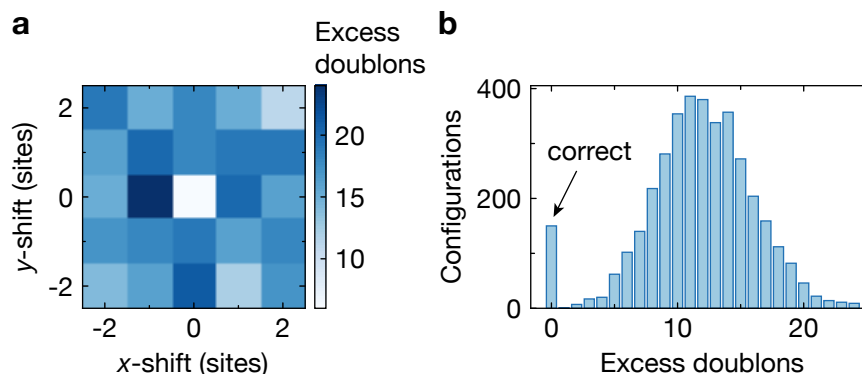 a
Excess
doublons
2
0
-2
y-shift (sites)
-2 0 2
x-shift (sites)
20
15
10
b
400
200
0
Configurations
correct
0 10 20
Excess doublons